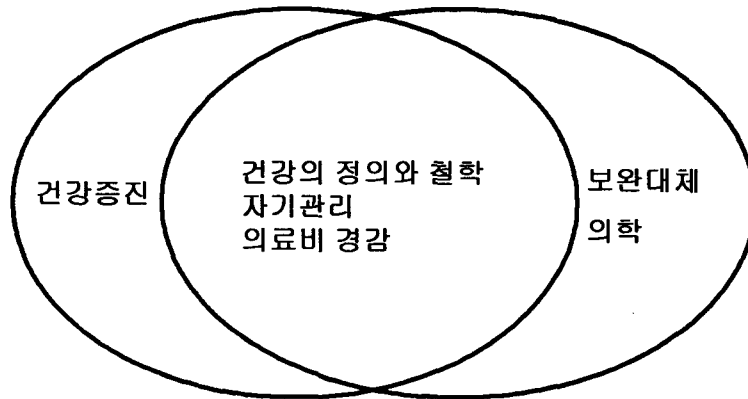 건강증진
건강의 정의와 철학
자기관리
의료비 경감
보완대체
의학